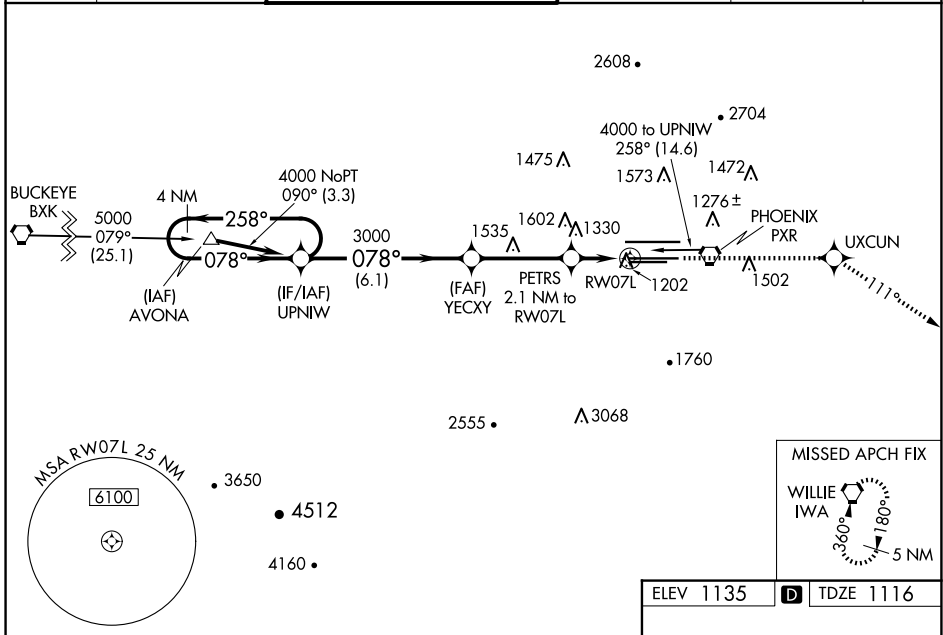 2608
2704
4000 to UPNIW
258° (14.6)
1475
1573
1472
BUCKEYE
BXK
4 NM
4000 NoPT
090° (3.3)
1276±
5000
079°
(25.1)
258°
078°
3000
078°
(6.1)
1535
1602
1330
PHOENIX
PXR
UXCUN
(IAF)
AVONA
(IF/IAF)
UPNIW
(FAF)
YECXY
PETRS
2.1 NM to
RW07L
RW07L
1202
1502
111°
1760
2555
3068
MSA RW07L 25 NM
6100
3650
4512
4160
MISSED APCH FIX
WILLIE
IWA
360°
180°
5 NM
ELEV 1135
D
TDZE 1116